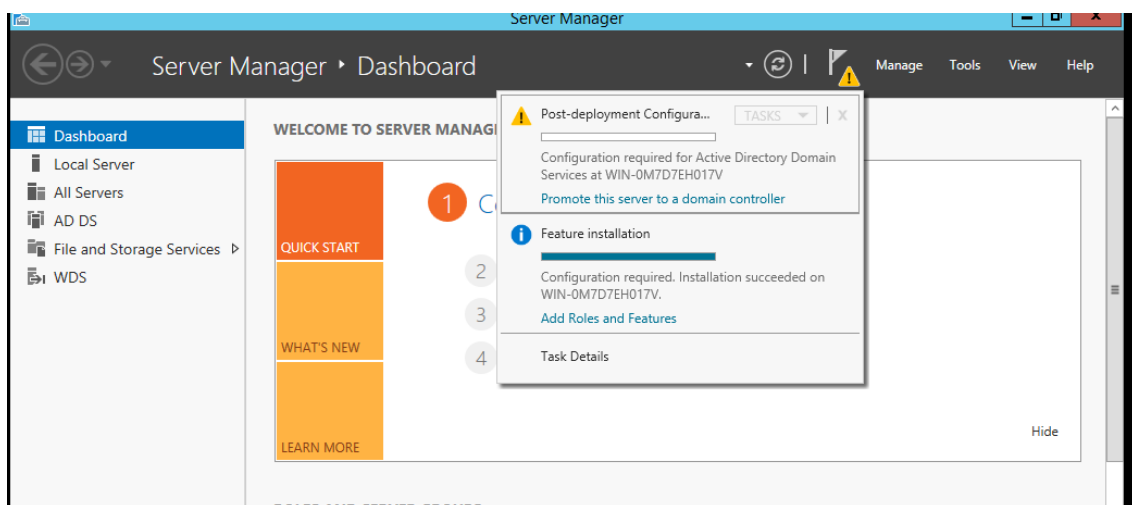 Server Manager
Server Manager ‣ Dashboard
Manage Tools View Help
Dashboard
Local Server
All Servers
AD DS
File and Storage Services
WDS
WELCOME TO SERVER MANAG
QUICK START
WHAT'S NEW
LEARN MORE
1
2
3
4
Post-deployment Configura...
TASKS
X
Configuration required for Active Directory Domain
Services at WIN-0M7D7EH017V
Promote this server to a domain controller
Feature installation
Configuration required. Installation succeeded on
WIN-0M7D7EH017V.
Add Roles and Features
Task Details
Hide